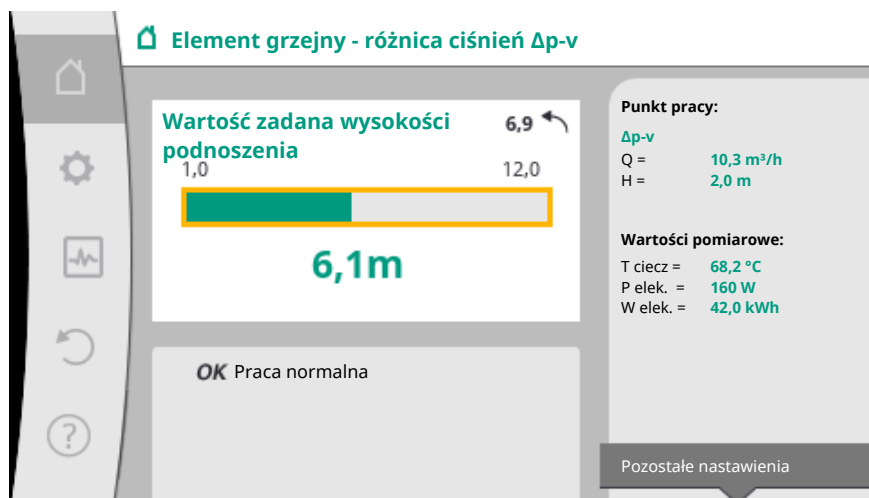 Element grzejny - różnica ciśnień Δp-v
Wartość zadana wysokości
podnoszenia
6,9
1,0
12,0
6,1m
OK Praca normalna
Punkt pracy:
Δp-v
Q = 10,3 m³/h
H = 2,0 m
Wartości pomiarowe:
T ciecz = 68,2 °C
P elek. = 160 W
W elek. = 42,0 kWh
Pozostałe nastawienia
?